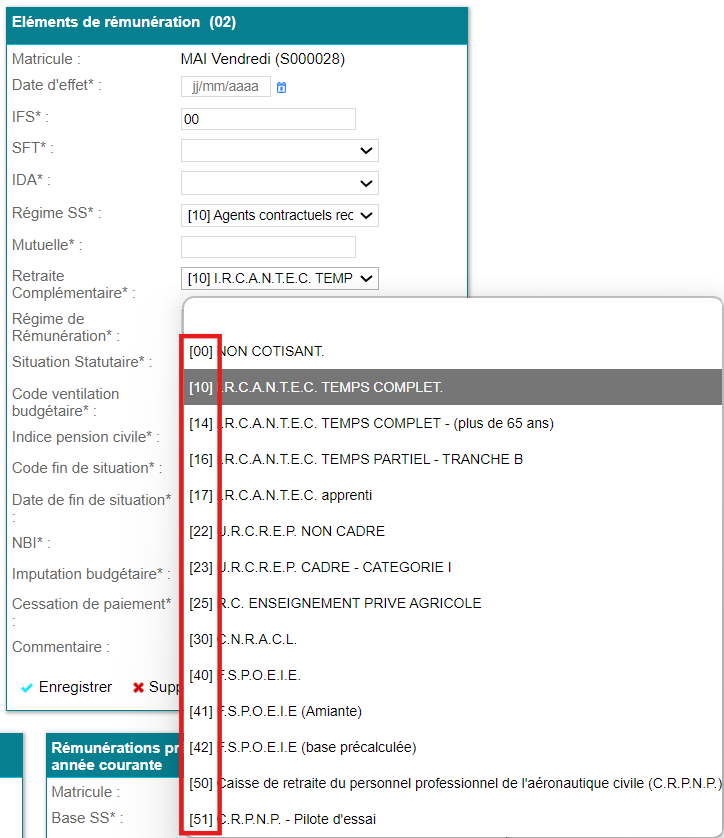 Eléments de rémunération (02)
Matricule : MAI Vendredi (S000028)
Date d'effet* : jj/mm/aaaa
IFS* : 00
SFT* :
IDA* :
Régime SS* : [10] Agents contractuels rec
Mutuelle* :
Retraite
Complémentaire* : [10] I.R.C.A.N.T.E.C. TEMP
Régime de
Rémunération* :
Situation Statutaire* :
Code ventilation
budgétaire* :
Indice pension civile* :
Code fin de situation* :
Date de fin de situation*
:
NBI* :
Imputation budgétaire* :
Cessation de paiement*
:
Commentaire :
Enregistrer Supp
[00] NON COTISANT.
[10] I.R.C.A.N.T.E.C. TEMPS COMPLET.
[14] I.R.C.A.N.T.E.C. TEMPS COMPLET - (plus de 65 ans)
[16] I.R.C.A.N.T.E.C. TEMPS PARTIEL - TRANCHE B
[17] I.R.C.A.N.T.E.C. apprenti
[22] U.R.C.R.E.P. NON CADRE
[23] U.R.C.R.E.P. CADRE - CATEGORIE I
[25] R.C. ENSEIGNEMENT PRIVE AGRICOLE
[30] C.N.R.A.C.L.
[40] F.S.P.O.E.I.E.
[41] F.S.P.O.E.I.E (Amiante)
[42] F.S.P.O.E.I.E (base précalculée)
[50] Caisse de retraite du personnel professionnel de l'aéronautique civile (C.R.P.N.P.)
[51] C.R.P.N.P. - Pilote d'essai
Rémunérations pr
année courante
Matricule :
Base SS* :